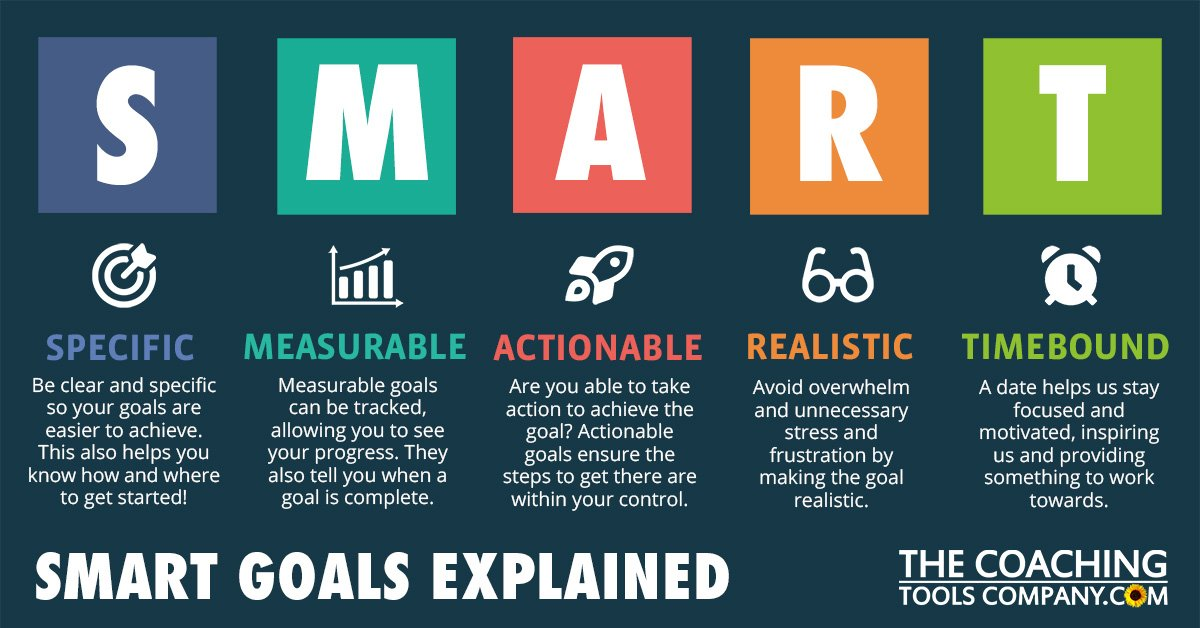 S
M
A
R
T
SPECIFIC
Be clear and specific
so your goals are
easier to achieve.
This also helps you
know how and where
to get started!
MEASURABLE
Measurable goals
can be tracked,
allowing you to see
your progress. They
also tell you when a
goal is complete.
ACTIONABLE
Are you able to take
action to achieve the
goal? Actionable
goals ensure the
steps to get there are
within your control.
REALISTIC
Avoid overwhelm
and unnecessary
stress and
frustration by
making the goal
realistic.
TIMEBOUND
A date helps us stay
focused and
motivated, inspiring
us and providing
something to work
towards.
SMART GOALS EXPLAINED
THE COACHING
TOOLS COMPANY.COM